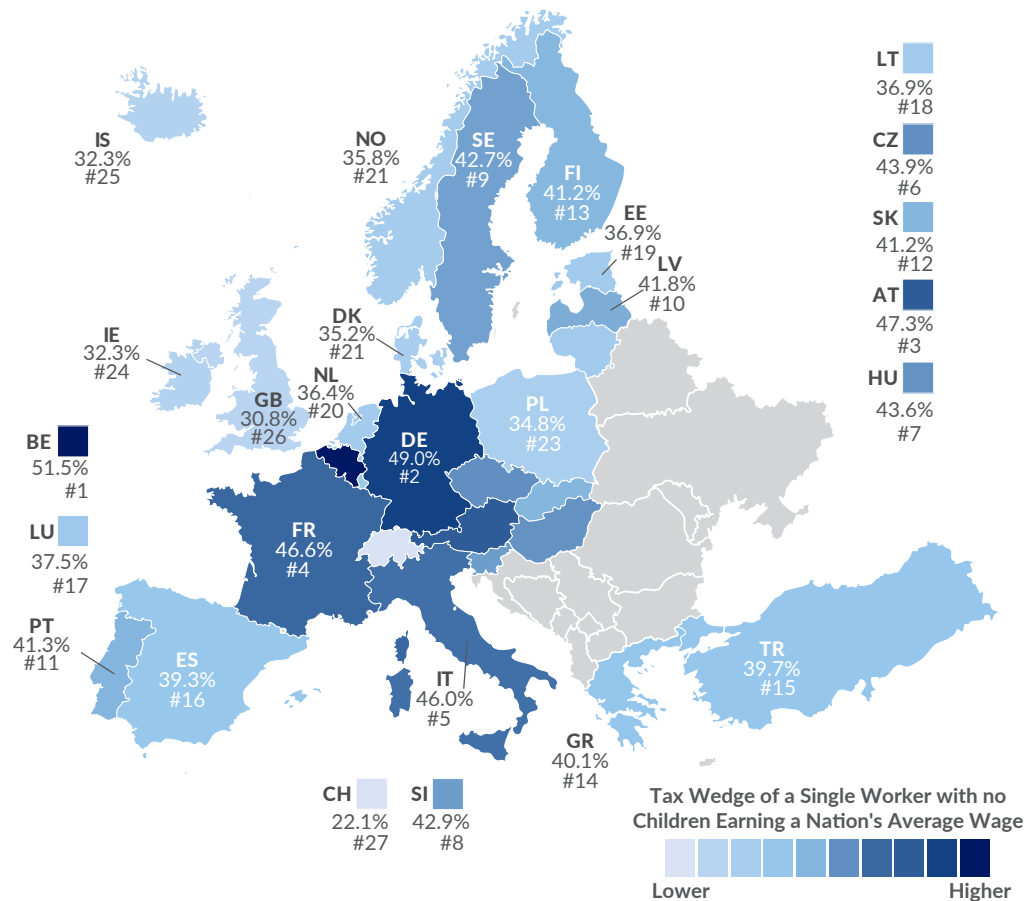 LT
36.9%
#18
CZ
43.9%
#6
SK
41.2%
#12
AT
47.3%
#3
HU
43.6%
#7
IS
32.3%
#25
NO
35.8%
#21
SE
42.7%
#9
FI
41.2%
#13
EE
36.9%
#19
LV
41.8%
#10
DK
35.2%
#21
IE
32.3%
#24
NL
36.4%
#20
GB
30.8%
#26
PL
34.8%
#23
DE
49.0%
#2
BE
51.5%
#1
LU
37.5%
#17
FR
46.6%
#4
PT
41.3%
#11
ES
39.3%
#16
IT
46.0%
#5
TR
39.7%
#15
GR
40.1%
#14
CH
22.1%
#27
SI
42.9%
#8
Tax Wedge of a Single Worker with no
Children Earning a Nation's Average Wage
Lower
Higher